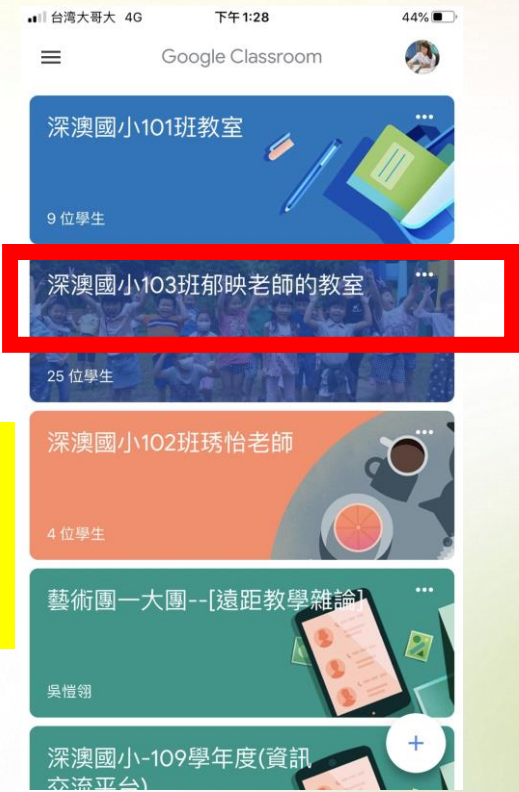 台湾大哥大 4G 下午1:28 44%
Google Classroom
深澳國小101班教室
9 位學生
深澳國小103班郁映老師的教室
25 位學生
深澳國小102班琇怡老師
4 位學生
藝術團一大團--[遠距教學雜論]
吳愷翎
深澳國小-109學年度(資訊
交流平台)